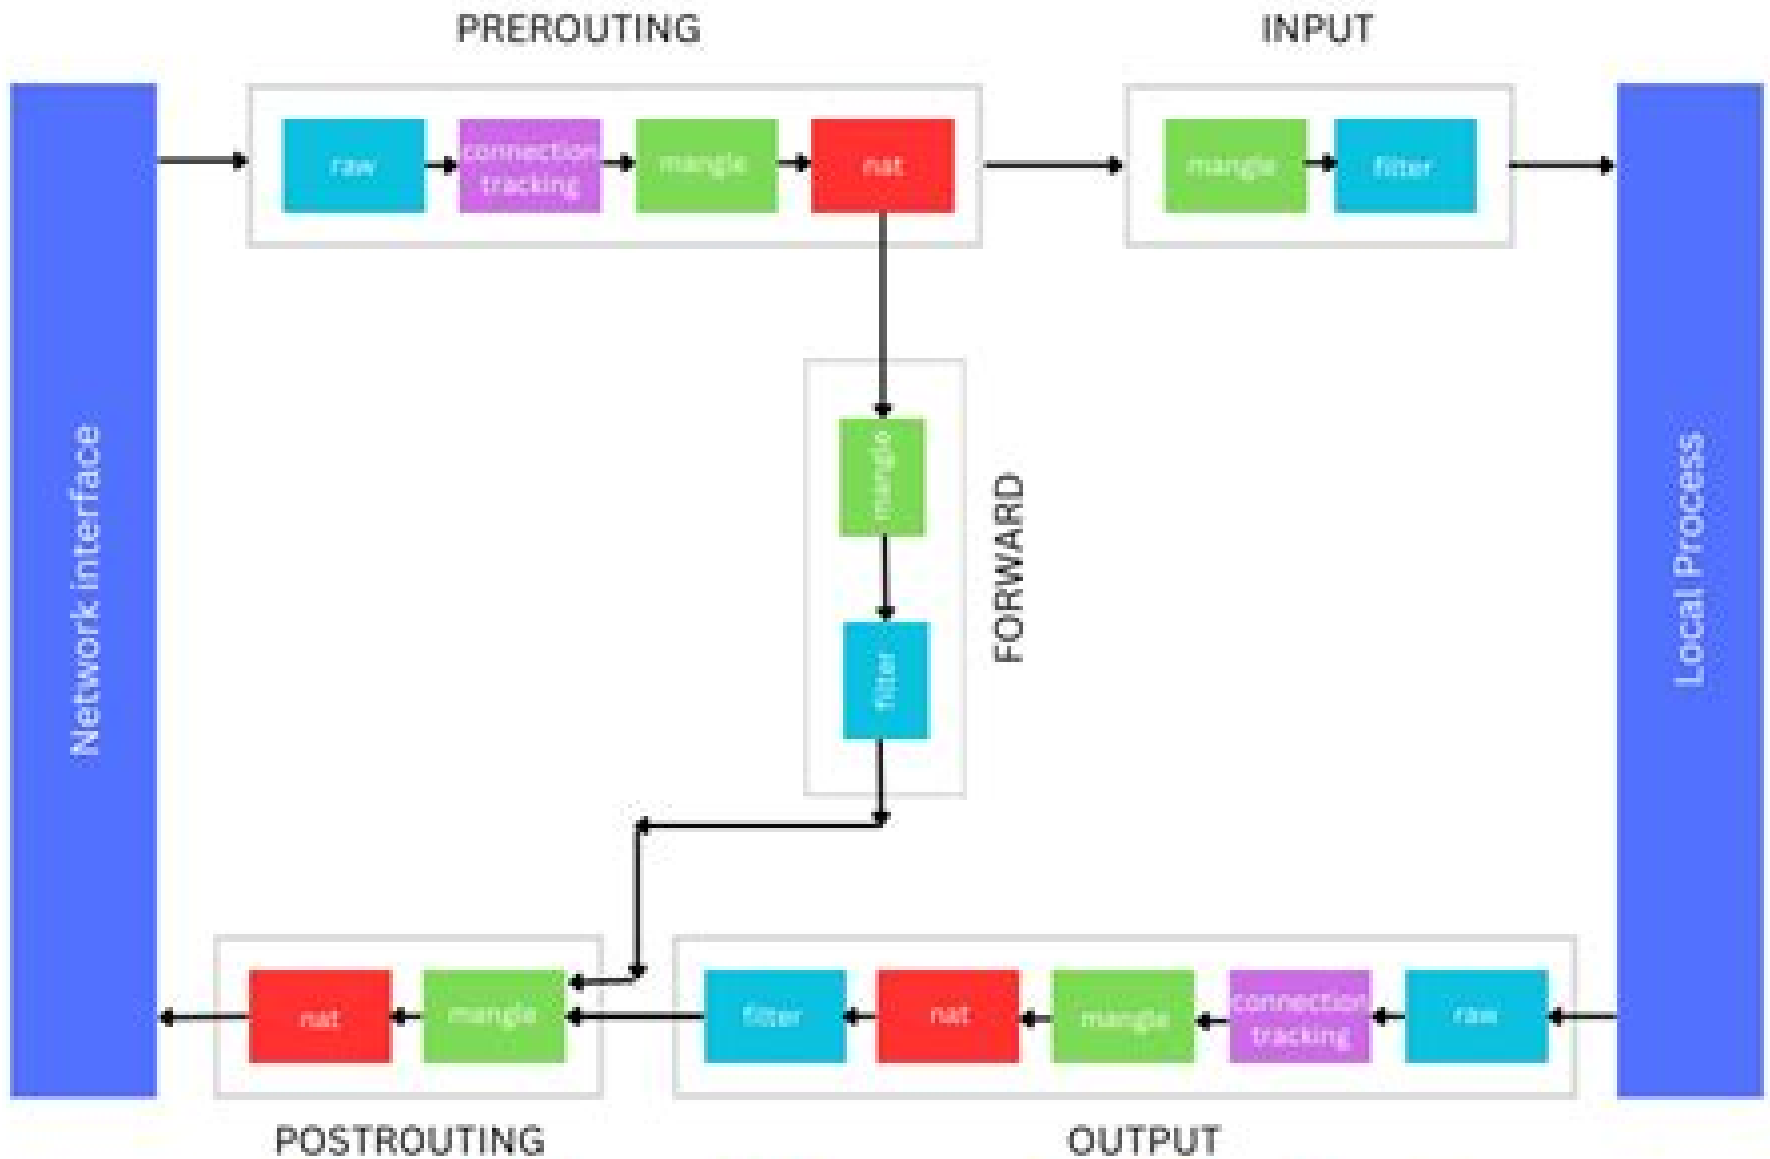 PREROUTING
INPUT
raw
connection
tracking
mangle
nat
mangle
filter
Network interface
mangle
filter
FORWARD
Local Process
nat
mangle
filter
nat
mangle
connection
tracking
raw
POSTROUTING
OUTPUT